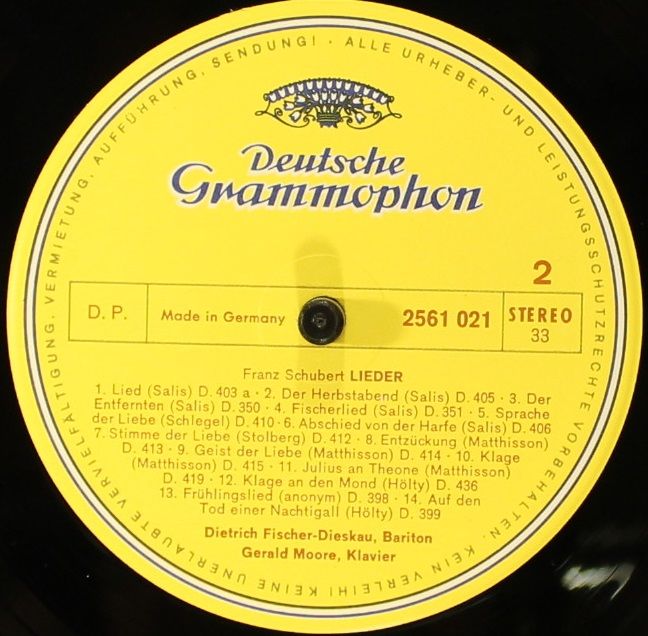 KEINE UNERLAUBTE VERVIELFÄLTIGUNG, VERMIETUNG, AUFFÜHRUNG, SENDUNG! · ALLE URHEBER- UND LEISTUNGSSCHUTZRECHTE VORBEHALTEN. KEIN VERLEIH!
Deutsche
Grammophon
2
D. P.
Made in Germany
2561 021
STEREO
33
Franz Schubert LIEDER
1. Lied (Salis) D. 403 a · 2. Der Herbstabend (Salis) D. 405 · 3. Der
Entfernten (Salis) D. 350 · 4. Fischerlied (Salis) D. 351 · 5. Sprache
der Liebe (Schlegel) D. 410 · 6. Abschied von der Harfe (Salis) D. 406
7. Stimme der Liebe (Stolberg) D. 412 · 8. Entzückung (Matthisson)
D. 413 · 9. Geist der Liebe (Matthisson) D. 414 · 10. Klage
(Matthisson) D. 415 · 11. Julius an Theone (Matthisson)
D. 419 · 12. Klage an den Mond (Hölty) D. 436
13. Frühlingslied (anonym) D. 398 · 14. Auf den
Tod einer Nachtigall (Hölty) D. 399
Dietrich Fischer-Dieskau, Bariton
Gerald Moore, Klavier